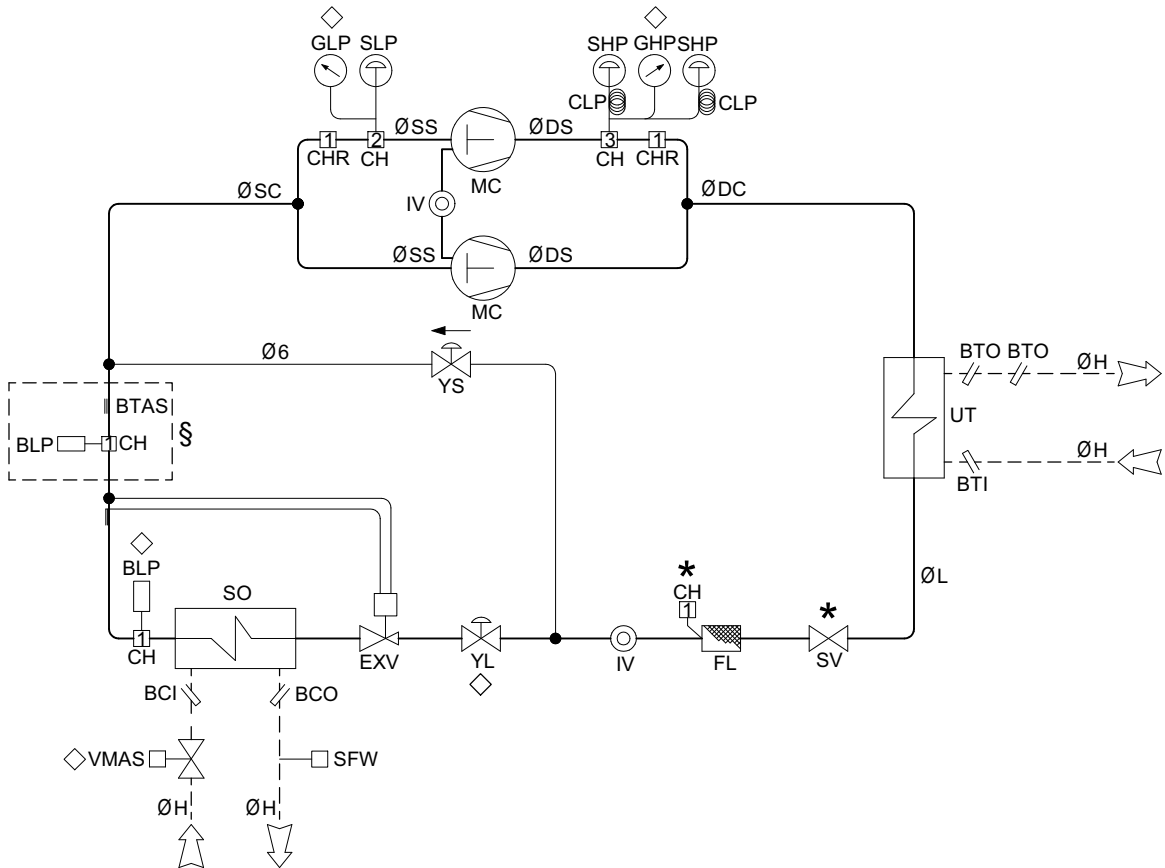 GLP SLP SHP GHP SHP
CLP CLP
ØSS ØDS
1 2 3 1
CHR CH MC CH CHR
ØSC IV ØDC
ØSS ØDS
MC
Ø6 YS
BTO BTO ØH
UT
BTAS
BLP 1 CH §
ØH
BTI
BLP
SO
* CH 1
*
ØL
1 CH
EXV YL IV FL SV
BCI BCO
VMAS SFW
ØH ØH